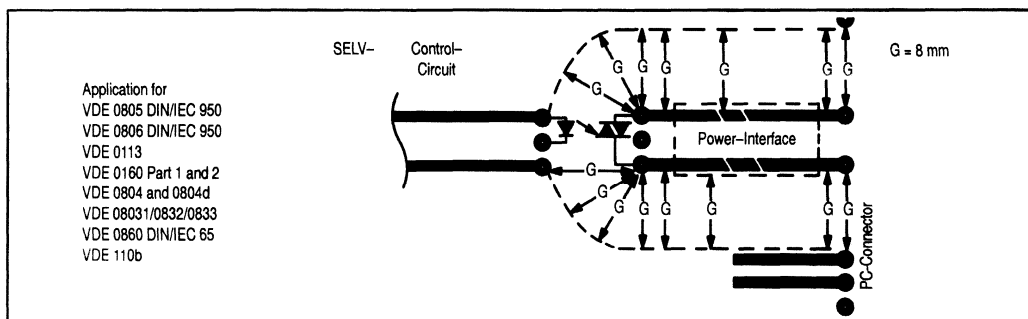 SELV–
Control–
Circuit
G = 8 mm
Application for
VDE 0805 DIN/IEC 950
VDE 0806 DIN/IEC 950
VDE 0113
VDE 0160 Part 1 and 2
VDE 0804 and 0804d
VDE 08031/0832/0833
VDE 0860 DIN/IEC 65
VDE 110b
G
G
G
G
G
G
G
Power–Interface
G
G
G
G
G
G
G
G
PC-Connector